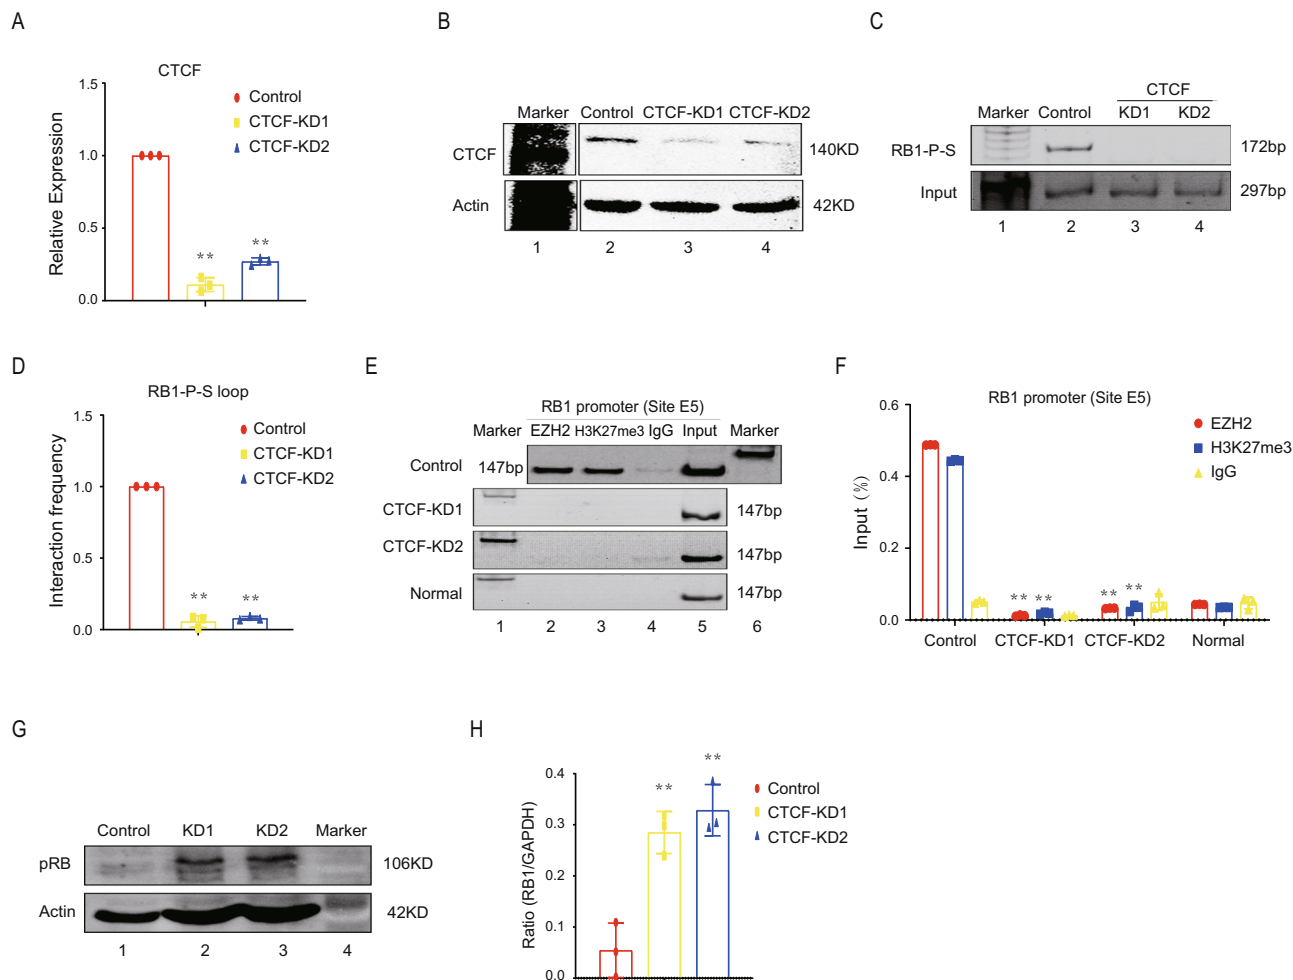 A
CTCF
Relative Expression
1.5
1.0
0.5
0.0
** **
Control
CTCF-KD1
CTCF-KD2
B
Marker Control CTCF-KD1 CTCF-KD2
CTCF 140KD
Actin 42KD
1 2 3 4
C
CTCF
Marker Control KD1 KD2
RB1-P-S 172bp
Input 297bp
1 2 3 4
D
RB1-P-S loop
Interaction frequency
1.5
1.0
0.5
0.0
** **
Control
CTCF-KD1
CTCF-KD2
E
RB1 promoter (Site E5)
Marker EZH2 H3K27me3 IgG Input Marker
Control 147bp
CTCF-KD1 147bp
CTCF-KD2 147bp
Normal 147bp
1 2 3 4 5 6
F
RB1 promoter (Site E5)
Input (%)
0.6
0.4
0.2
0.0
** ** ** **
Control CTCF-KD1 CTCF-KD2 Normal
EZH2
H3K27me3
IgG
G
Control KD1 KD2 Marker
pRB 106KD
Actin 42KD
1 2 3 4
H
Ratio (RB1/GAPDH)
0.4
0.3
0.2
0.1
0.0
** **
Control
CTCF-KD1
CTCF-KD2